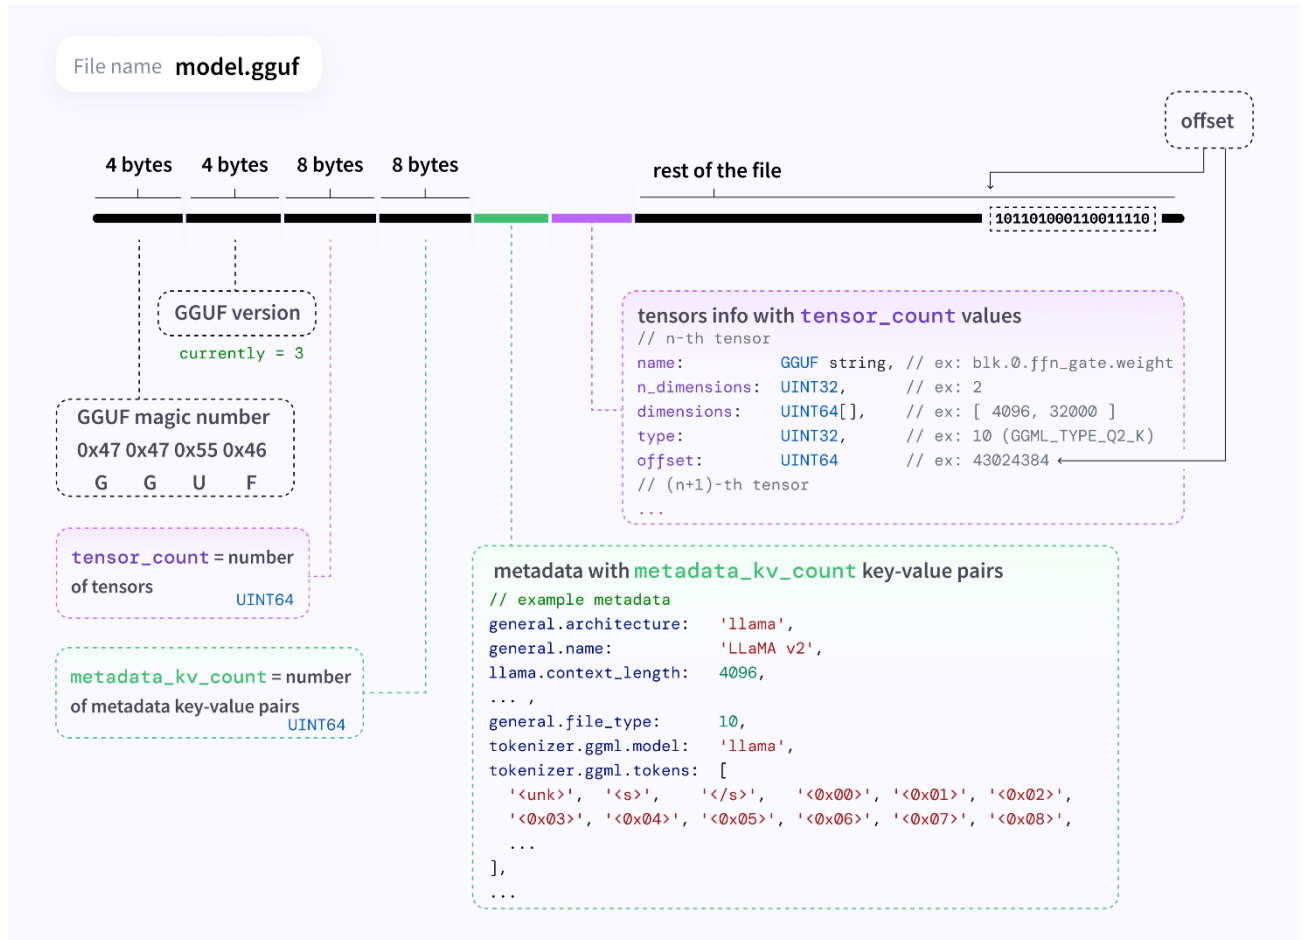 File name model.gguf
offset
4 bytes 4 bytes 8 bytes 8 bytes
rest of the file
101101000110011110
GGUF version
currently = 3
GGUF magic number
0x47 0x47 0x55 0x46
G G U F
tensor_count = number
of tensors
UINT64
metadata_kv_count = number
of metadata key-value pairs
UINT64
tensors info with tensor_count values
// n-th tensor
name: GGUF string, // ex: blk.0.ffn_gate.weight
n_dimensions: UINT32, // ex: 2
dimensions: UINT64[], // ex: [ 4096, 32000 ]
type: UINT32, // ex: 10 (GGML_TYPE_Q2_K)
offset: UINT64 // ex: 43024384
// (n+1)-th tensor
...
metadata with metadata_kv_count key-value pairs
// example metadata
general.architecture: 'llama',
general.name: 'LLaMA v2',
llama.context_length: 4096,
... ,
general.file_type: 10,
tokenizer.ggml.model: 'llama',
tokenizer.ggml.tokens: [
'<unk>', '<s>', '</s>', '<0x00>', '<0x01>', '<0x02>',
'<0x03>', '<0x04>', '<0x05>', '<0x06>', '<0x07>', '<0x08>',
...
],
...